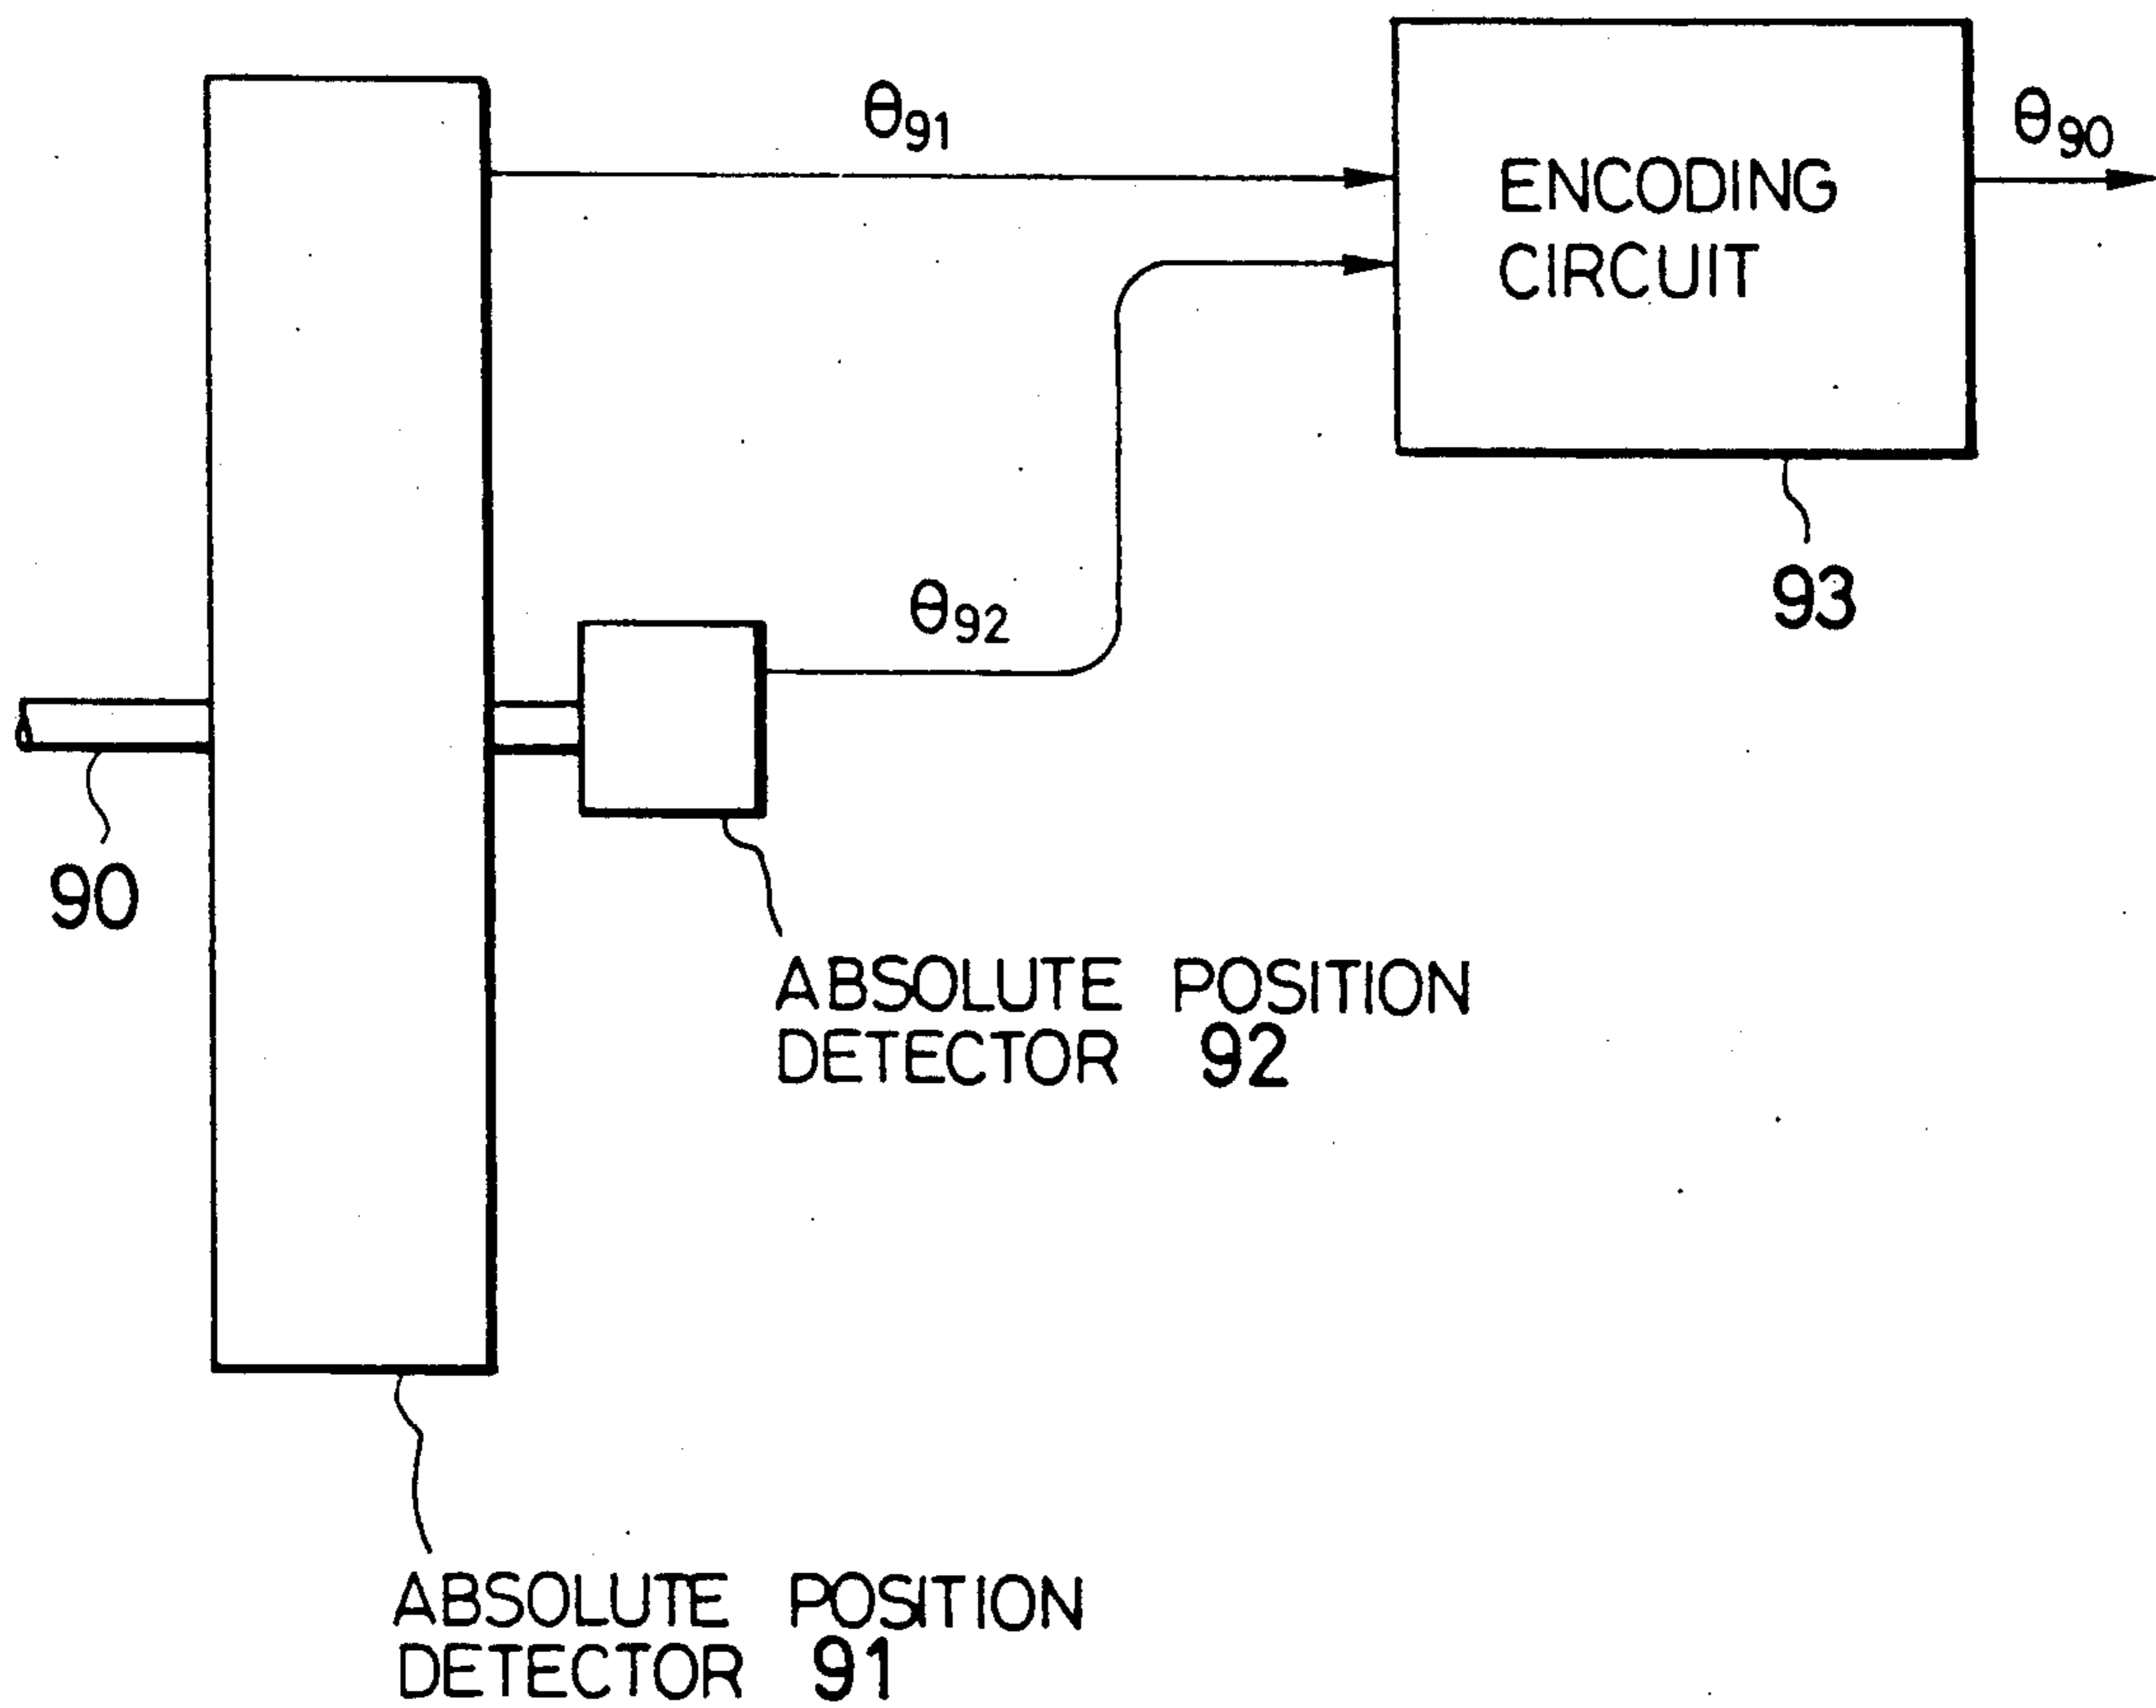 θ91
θ90
ENCODING
CIRCUIT
θ92
93
90
ABSOLUTE POSITION
DETECTOR 92
ABSOLUTE POSITION
DETECTOR 91